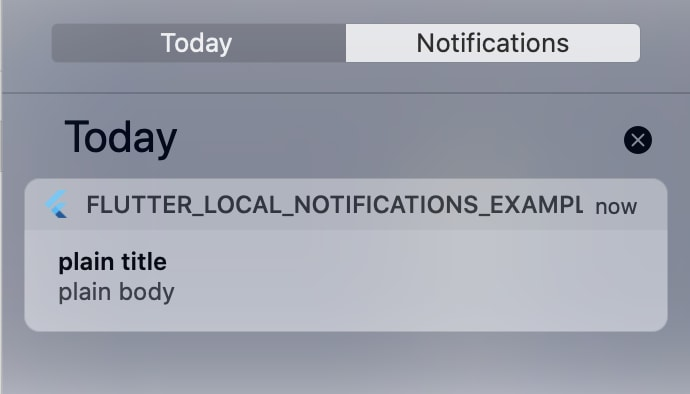 Today Notifications
Today
FLUTTER_LOCAL_NOTIFICATIONS_EXAMPL now
plain title
plain body